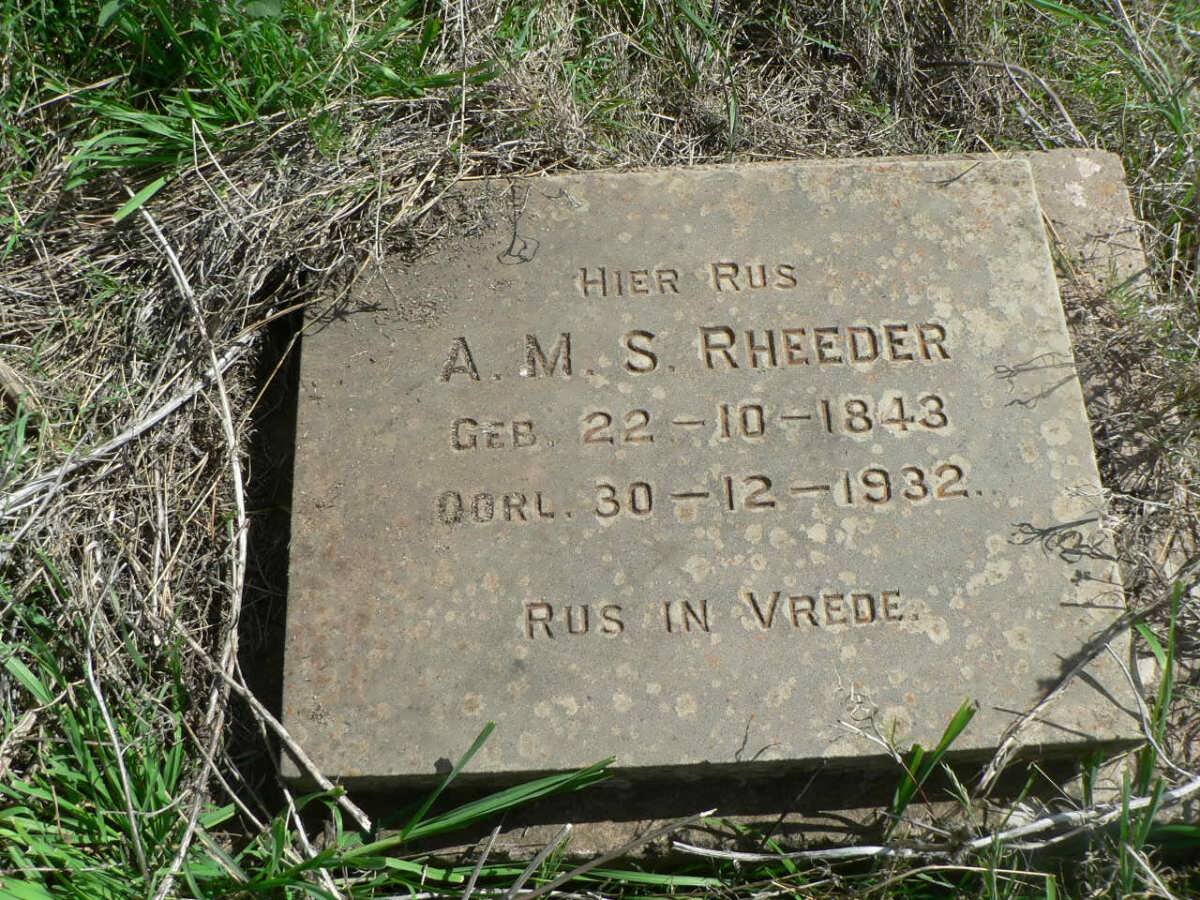 HIER RUS
A. M. S. RHEEDER
GEB. 22-10-1843
OORL. 30-12-1932.
RUS IN VREDE.